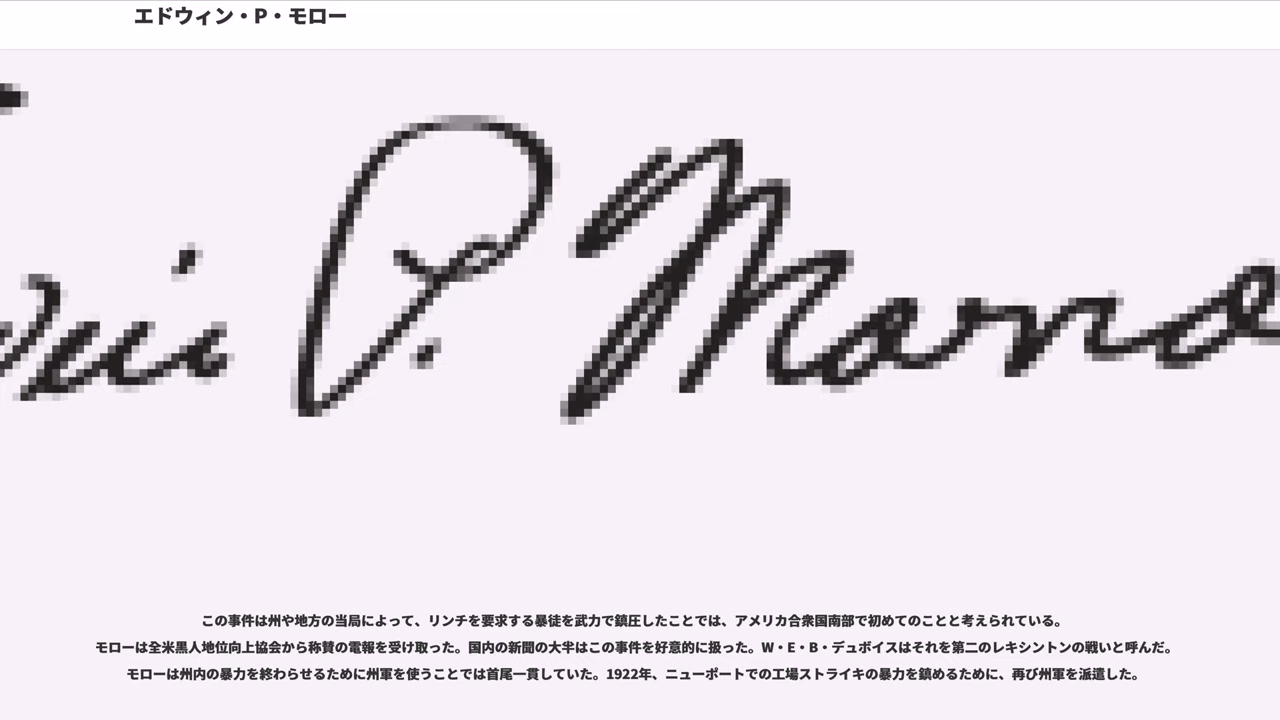 エドウィン・P・モロー
P. Morro
この事件は州や地方の当局によって、リンチを要求する暴徒を武力で鎮圧したことでは、アメリカ合衆国南部で初めてのことと考えられている。
モローは全米黒人地位向上協会から称賛の電報を受け取った。国内の新聞の大半はこの事件を好意的に扱った。W・E・B・デュボイスはそれを第二のレキシントンの戦いと呼んだ。
モローは州内の暴力を終わらせるために州軍を使うことでは首尾一貫していた。1922年、ニューポートでの工場ストライキの暴力を鎮めるために、再び州軍を派遣した。